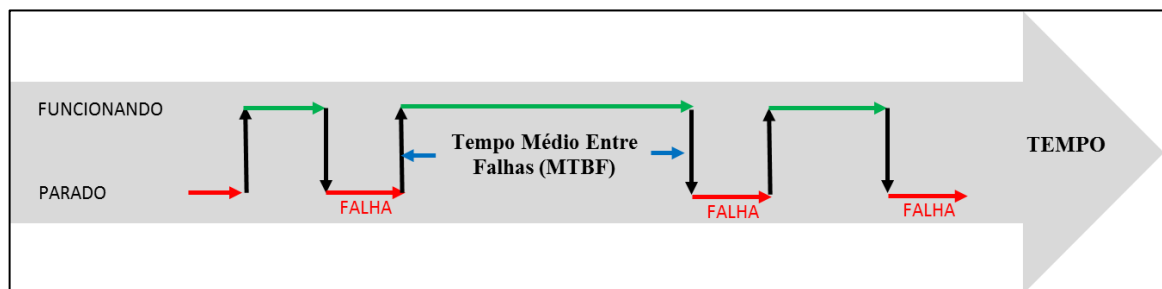 FUNCIONANDO
Tempo Médio Entre
Falhas (MTBF)
TEMPO
PARADO
FALHA
FALHA
FALHA